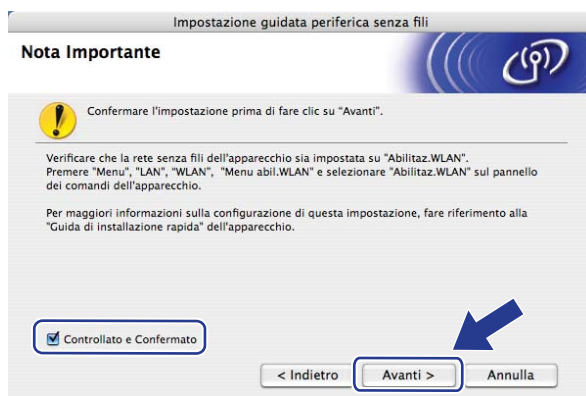 Impostazione guidata periferica senza fili
Nota Importante
Confermare l'impostazione prima di fare clic su "Avanti".
Verificare che la rete senza fili dell'apparecchio sia impostata su "Abilitaz.WLAN".
Premere "Menu", "LAN", "WLAN",  "Menu abil.WLAN" e selezionare "Abilitaz.WLAN" sul pannello
dei comandi dell'apparecchio.
Per maggiori informazioni sulla configurazione di questa impostazione, fare riferimento alla
"Guida di installazione rapida" dell'apparecchio.
Controllato e Confermato
< Indietro
Avanti >
Annulla